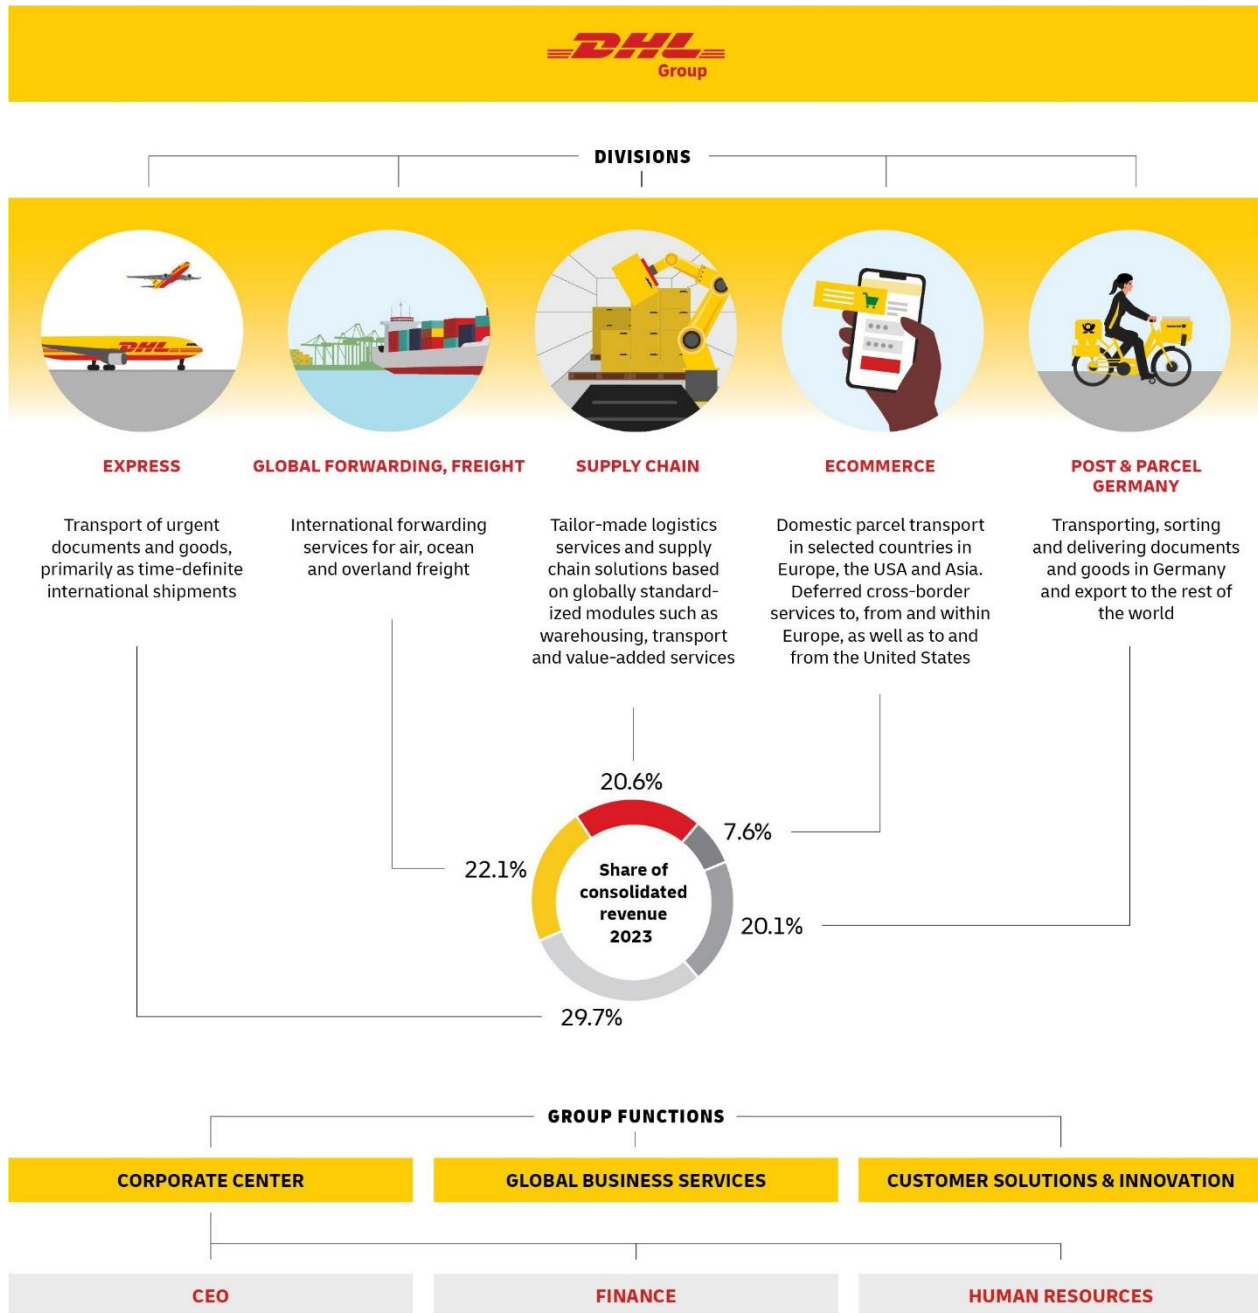 DHL
Group
DIVISIONS
DHL
EXPRESS
Transport of urgent
documents and goods,
primarily as time-definite
international shipments
GLOBAL FORWARDING, FREIGHT
International forwarding
services for air, ocean
and overland freight
SUPPLY CHAIN
Tailor-made logistics
services and supply
chain solutions based
on globally standard-
ized modules such as
warehousing, transport
and value-added services
ECOMMERCE
Domestic parcel transport
in selected countries in
Europe, the USA and Asia.
Deferred cross-border
services to, from and within
Europe, as well as to and
from the United States
POST & PARCEL
GERMANY
Transporting, sorting
and delivering documents
and goods in Germany
and export to the rest of
the world
20.6%
7.6%
22.1%
20.1%
29.7%
Share of
consolidated
revenue
2023
GROUP FUNCTIONS
CORPORATE CENTER
GLOBAL BUSINESS SERVICES
CUSTOMER SOLUTIONS & INNOVATION
CEO
FINANCE
HUMAN RESOURCES